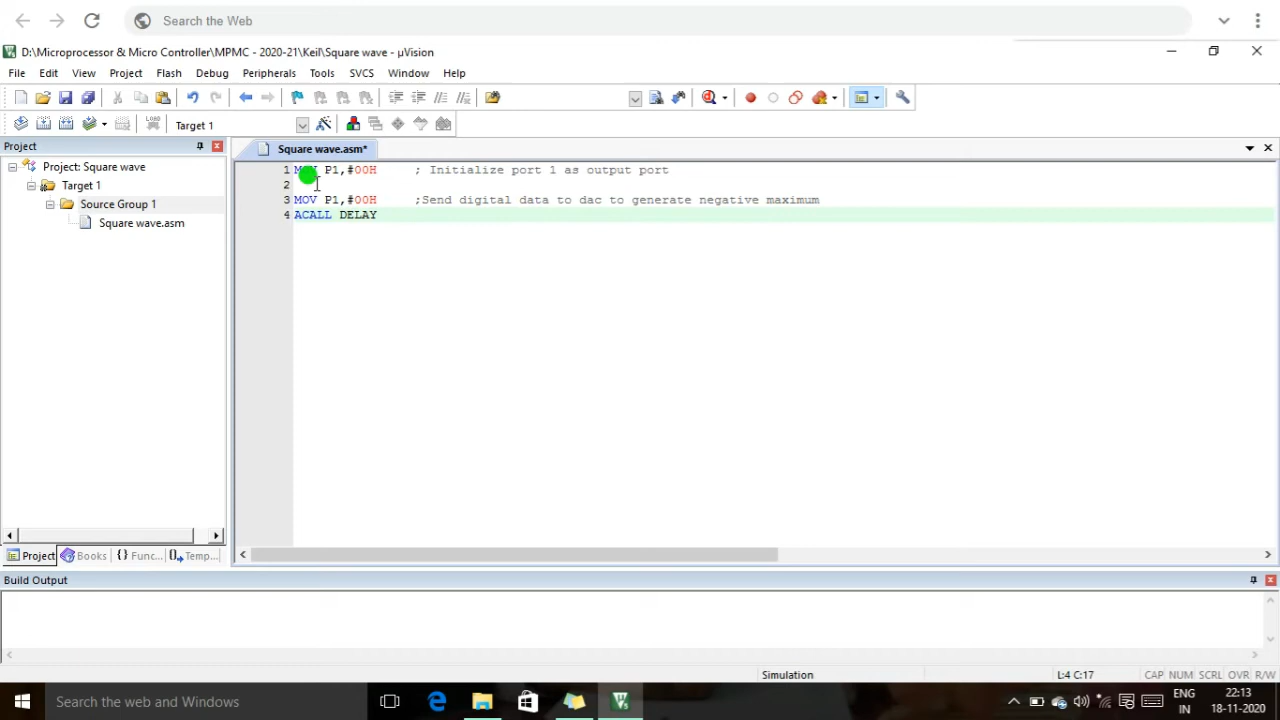 Search the Web
D:\Microprocessor & Micro Controller\MPMC - 2020-21\Keil\Square wave - µVision
File Edit View Project Flash Debug Peripherals Tools SVCS Window Help
LOAD Target 1
Project
Square wave.asm*
Project: Square wave
Target 1
Source Group 1
Square wave.asm
1 MOV P1,#00H ; Initialize port 1 as output port
2
3 MOV P1,#00H ;Send digital data to dac to generate negative maximum
4 ACALL DELAY
Project Books {} Func... Temp...
Build Output
Simulation L:4 C:17 CAP NUM SCRL OVR R/W
Search the web and Windows
ENG 22:13
IN 18-11-2020